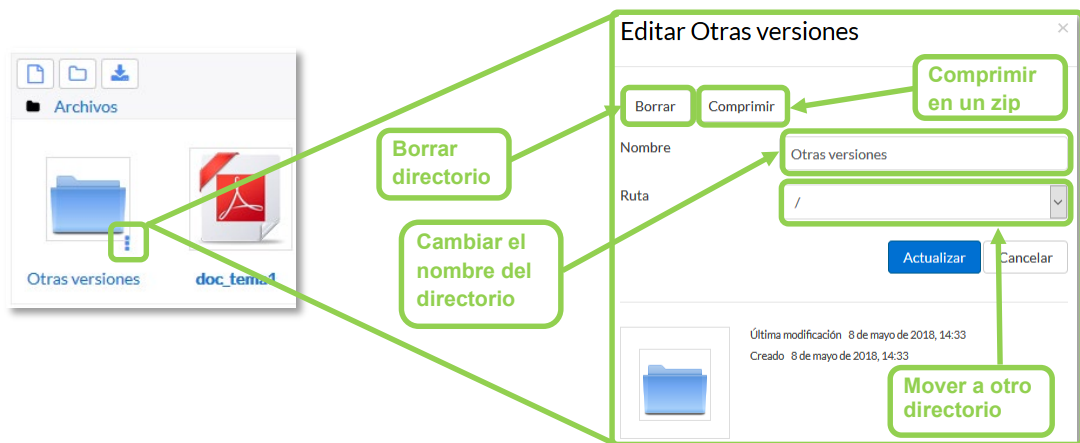 Archivos
Otras versiones
doc_tema1
Borrar
directorio
Cambiar el
nombre del
directorio
Editar Otras versiones
×
Comprimir
en un zip
Borrar
Comprimir
Nombre
Otras versiones
Ruta
/
Actualizar
Cancelar
Última modificación 8 de mayo de 2018, 14:33
Creado 8 de mayo de 2018, 14:33
Mover a otro
directorio